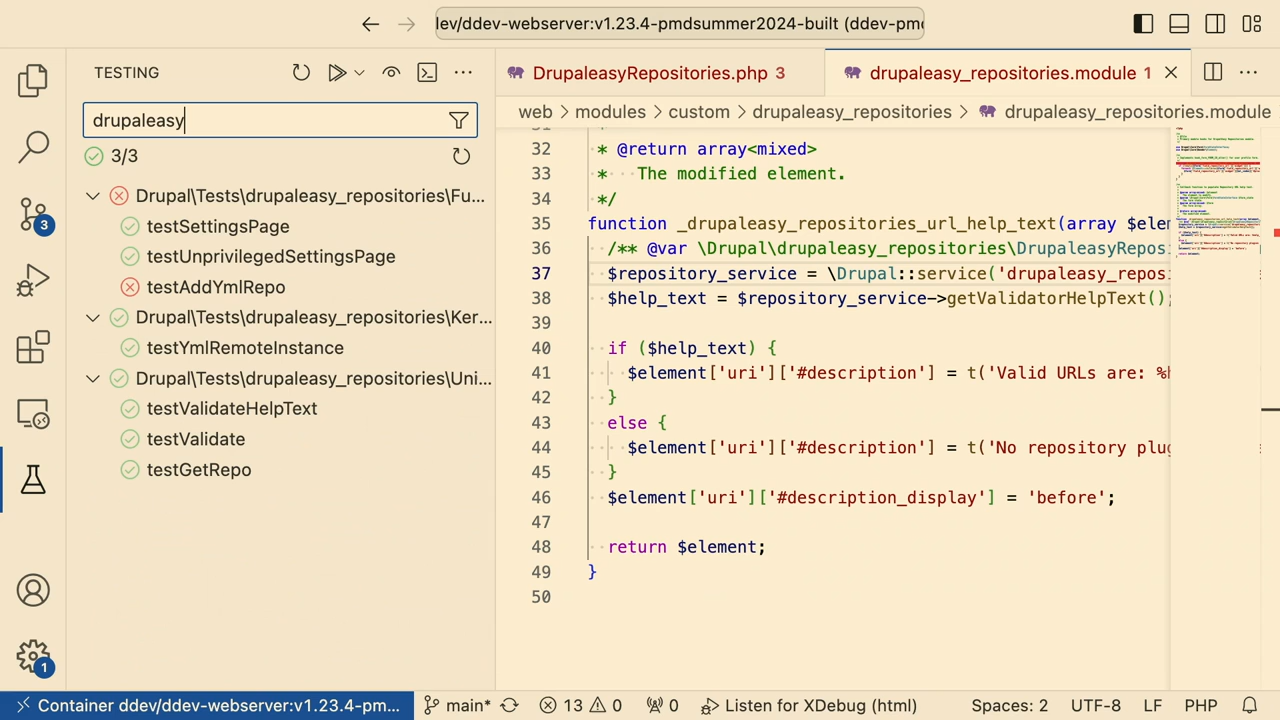 lev/ddev-webserver:v1.23.4-pmdsummer2024-built (ddev-pmd
TESTING
drupaleasy
3/3
Drupal\Tests\drupaleasy_repositories\Fu...
testSettingsPage
testUnprivilegedSettingsPage
testAddYmlRepo
Drupal\Tests\drupaleasy_repositories\Ker...
testYmlRemoteInstance
Drupal\Tests\drupaleasy_repositories\Uni...
testValidateHelpText
testValidate
testGetRepo
3
1
DrupaleasyRepositories.php 3
drupaleasy_repositories.module 1
web > modules > custom > drupaleasy_repositories > drupaleasy_repositories.module
31 *
32 * @return array<mixed>
33 *   The modified element.
34 */
35 function _drupaleasy_repositories_url_help_text(array $elem
36 /** @var \Drupal\drupaleasy_repositories\DrupaleasyRepos
37 $repository_service = \Drupal::service('drupaleasy_repos
38 $help_text = $repository_service->getValidatorHelpText();
39
40 if ($help_text) {
41 $element['uri']['#description'] = t('Valid URLs are: %h
42 }
43 else {
44 $element['uri']['#description'] = t('No repository plug
45 }
46 $element['uri']['#description_display'] = 'before';
47
48 return $element;
49 }
50
Container ddev/ddev-webserver:v1.23.4-pm... main* 13 0 0 Listen for XDebug (html) Spaces: 2 UTF-8 LF PHP